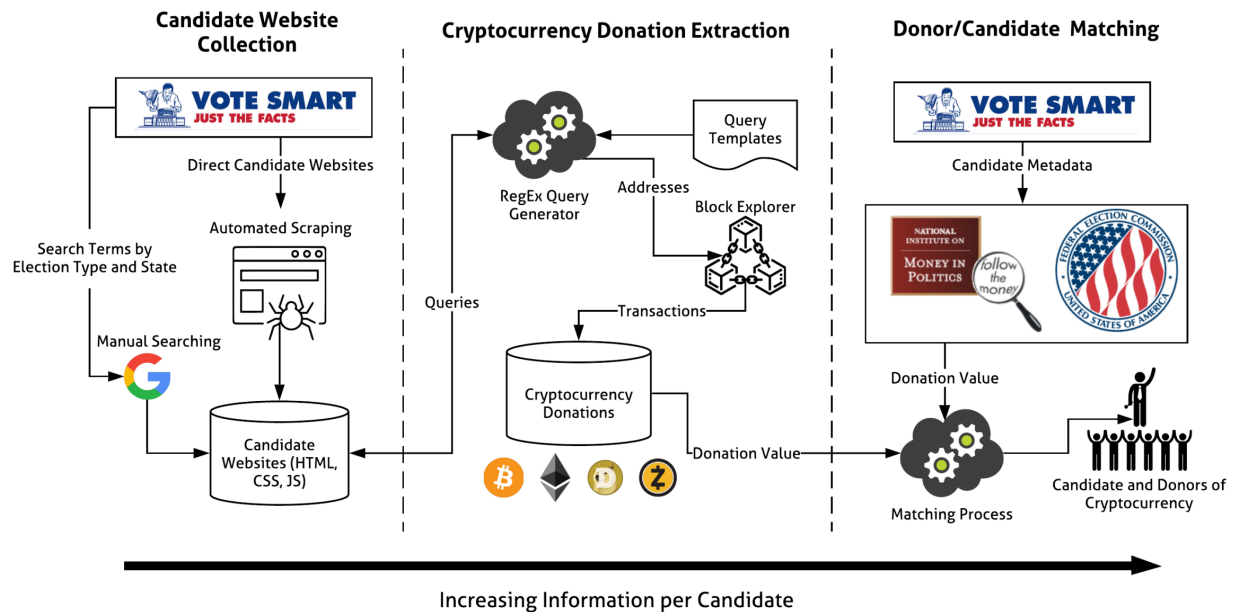 Candidate Website
Collection
VOTE SMART
JUST THE FACTS
Direct Candidate Websites
Search Terms by
Election Type and State
Automated Scraping
Manual Searching
Candidate
Websites (HTML,
CSS, JS)
Cryptocurrency Donation Extraction
Query
Templates
RegEx Query
Generator
Addresses
Block Explorer
Queries
Transactions
Cryptocurrency
Donations
Donation Value
Donor/Candidate Matching
VOTE SMART
JUST THE FACTS
Candidate Metadata
NATIONAL
INSTITUTE ON
MONEY IN
POLITICS
follow
the
money
FEDERAL ELECTION COMMISSION
UNITED STATES OF AMERICA
Donation Value
Matching Process
Candidate and Donors of
Cryptocurrency
Increasing Information per Candidate